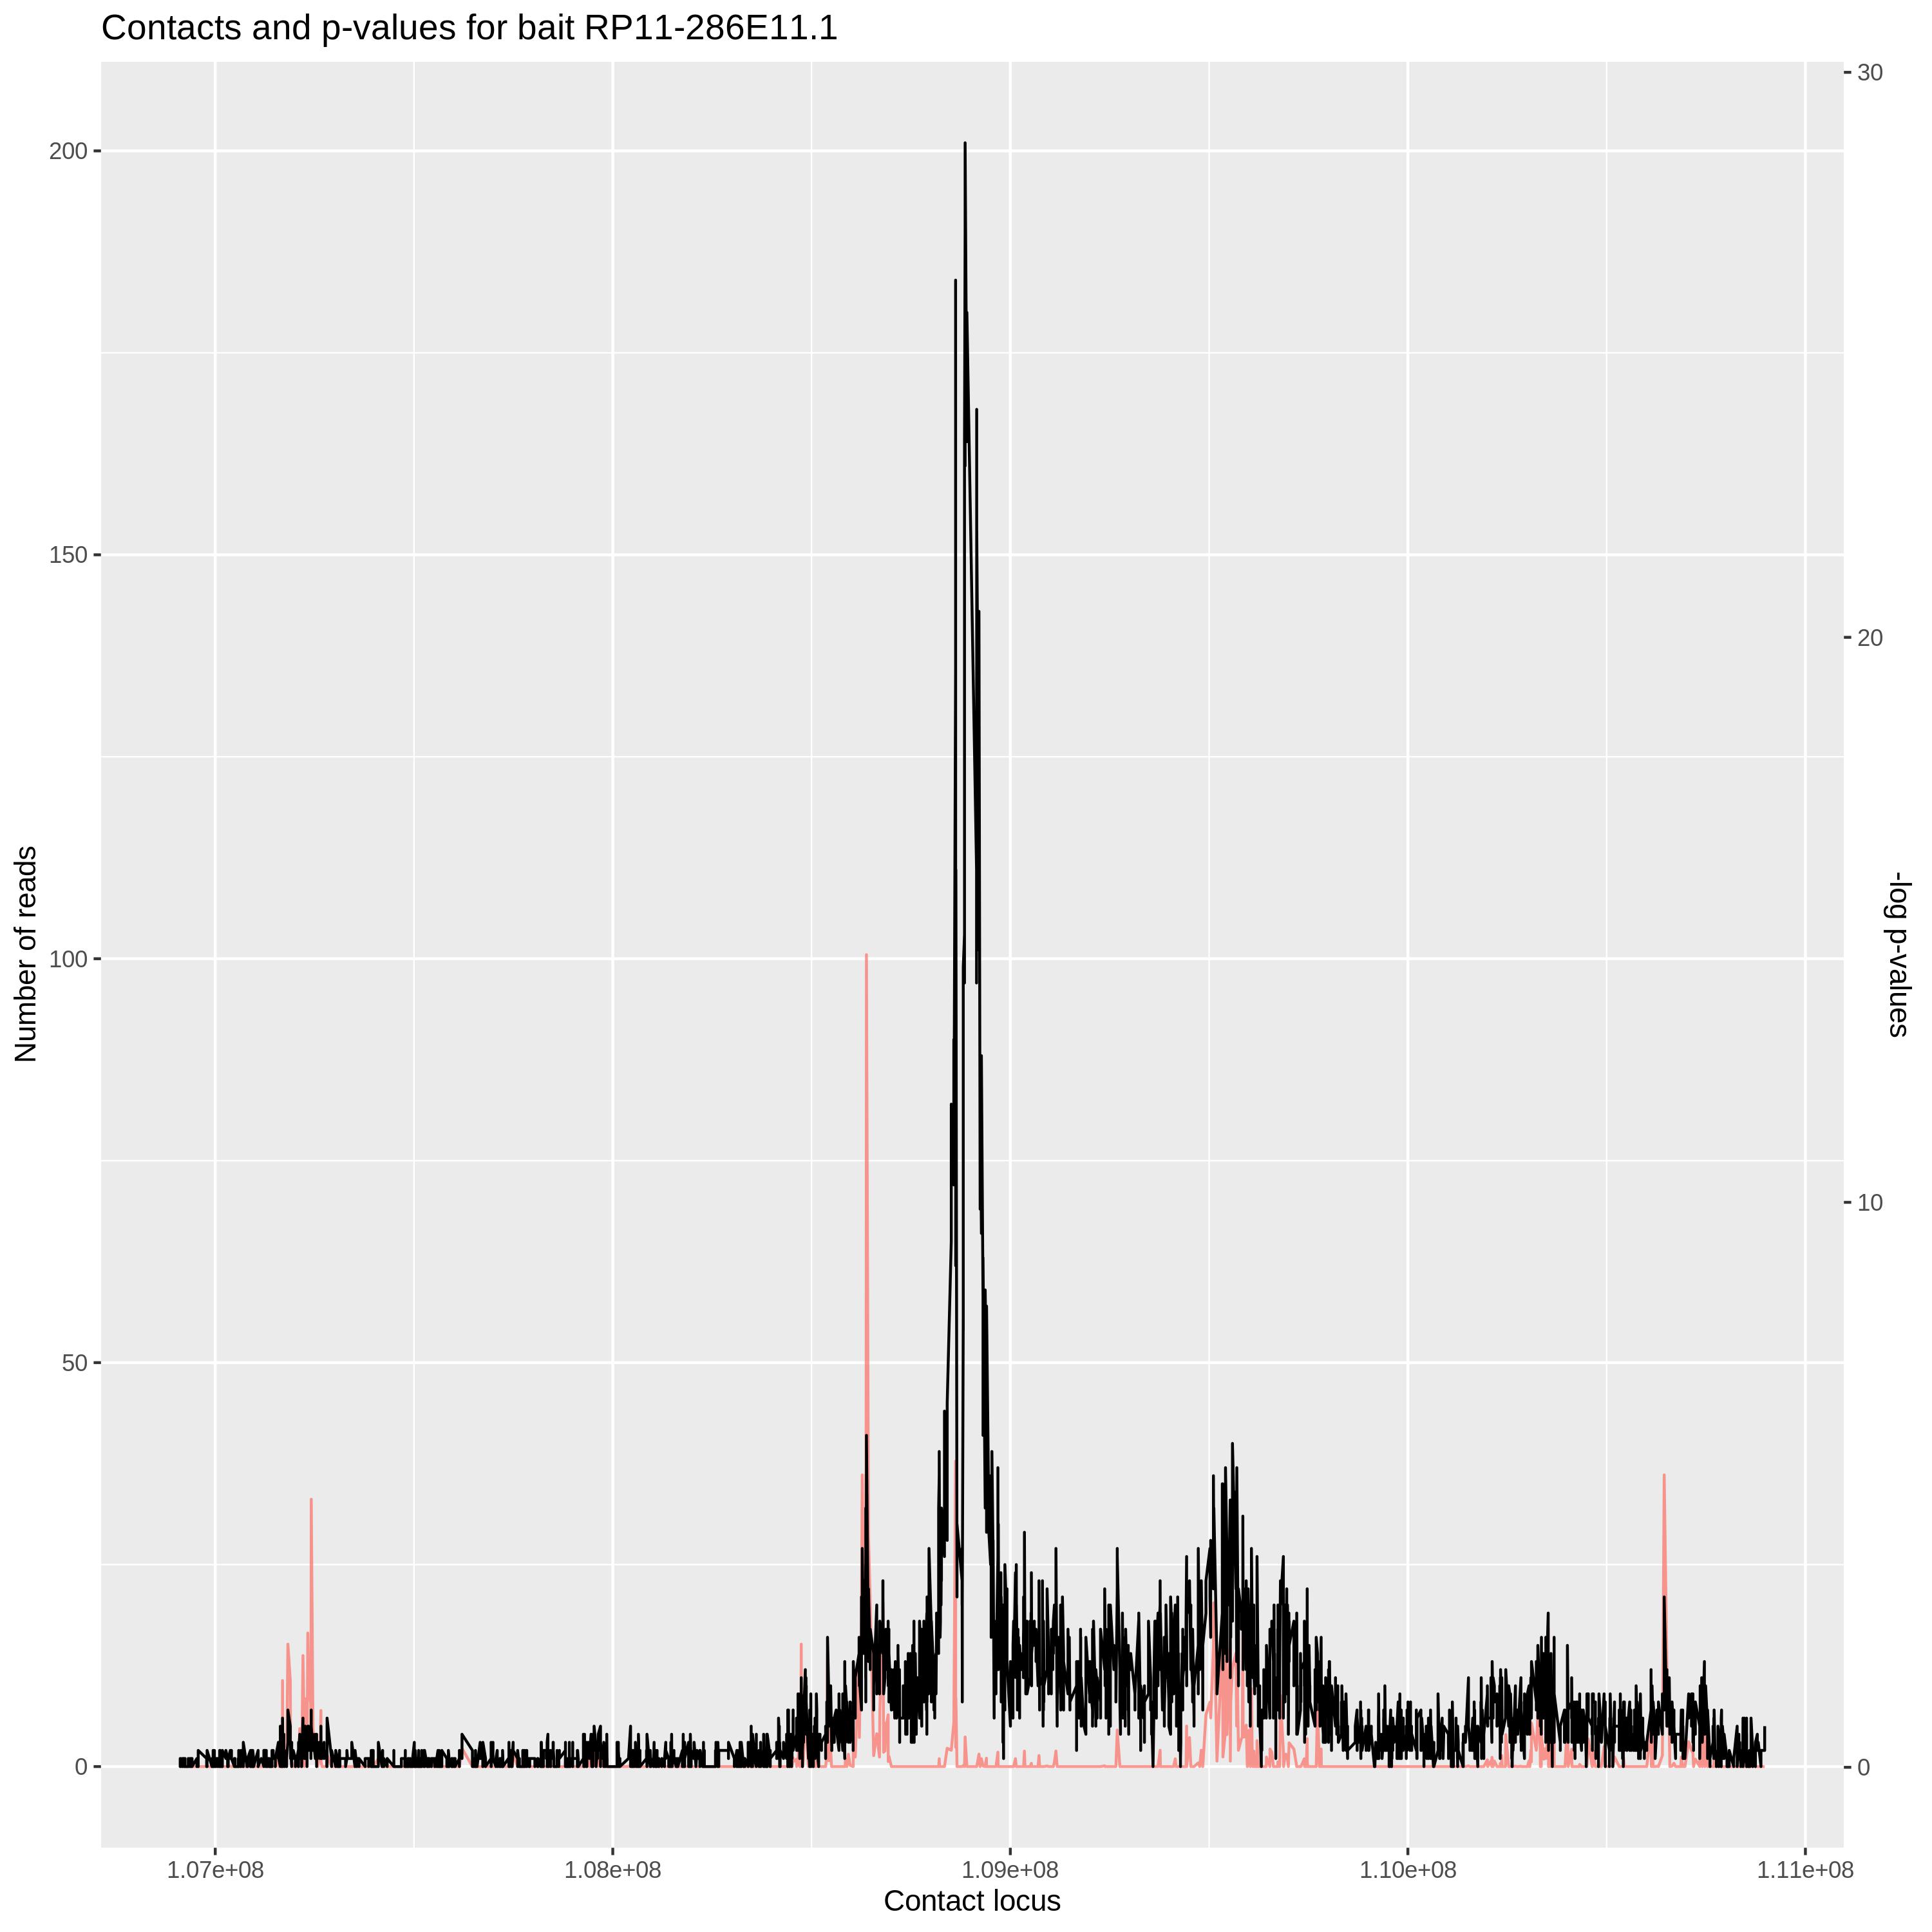 Contacts and p-values for bait RP11-286E11.1
Number of reads
200
150
100
50
0
30
20
10
0
-log p-values
1.07e+08
1.08e+08
1.09e+08
1.10e+08
1.11e+08
Contact locus